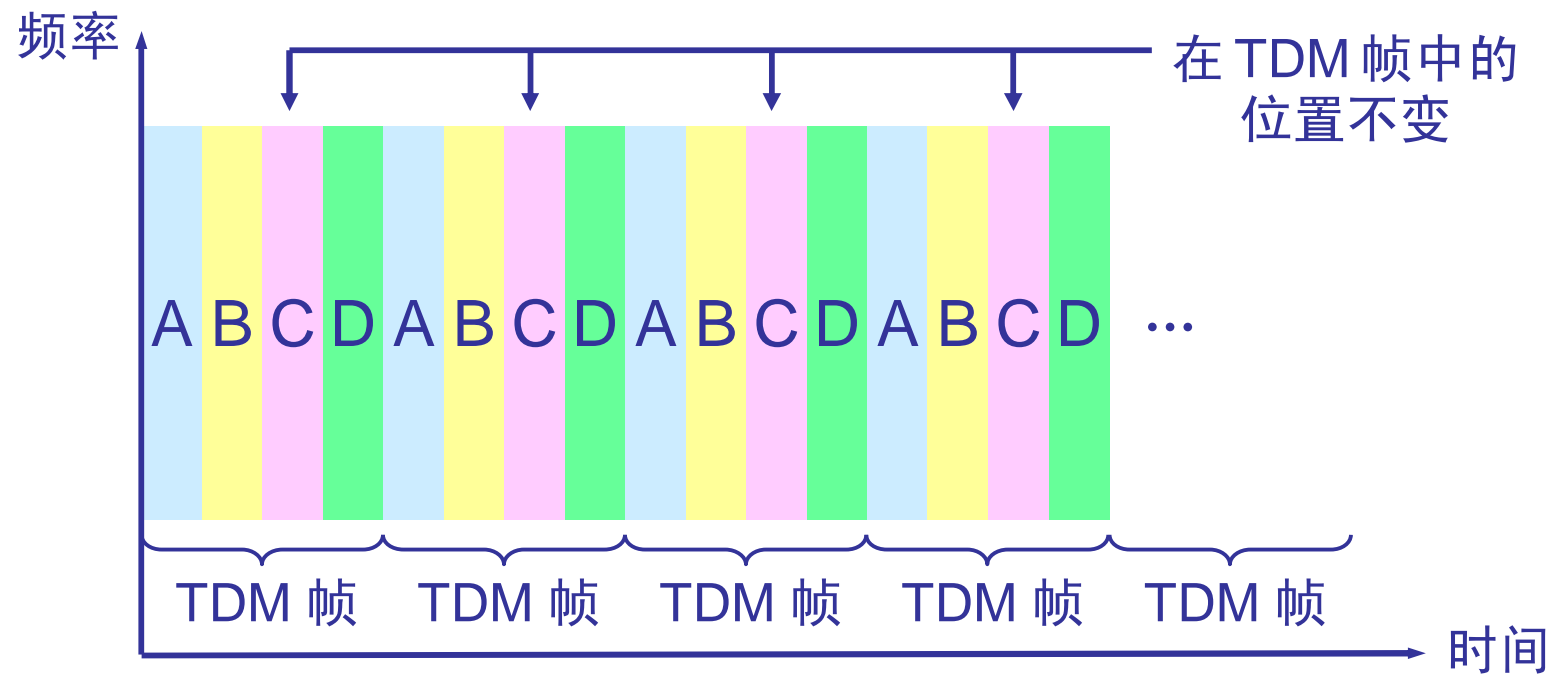 频率
在 TDM 帧中的
位置不变
A B C D A B C D A B C D A B C D …
TDM 帧 TDM 帧 TDM 帧 TDM 帧 TDM 帧
时间